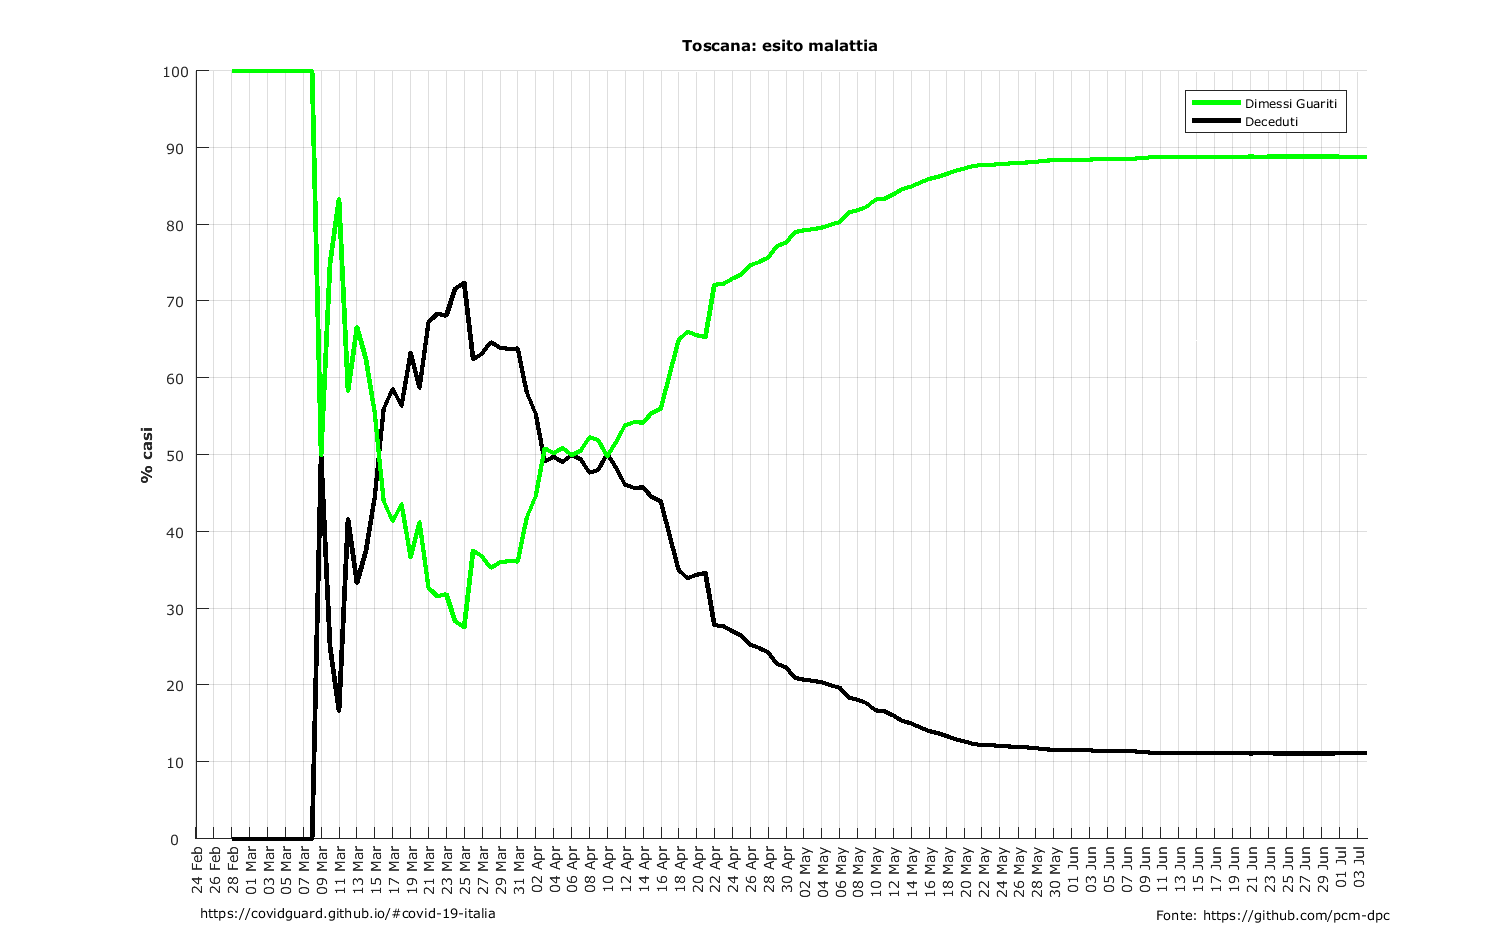 Toscana: esito malattia
Dimessi Guariti
Deceduti
% casi
100
90
80
70
60
50
40
30
20
10
0
24 Feb
26 Feb
28 Feb
01 Mar
03 Mar
05 Mar
07 Mar
09 Mar
11 Mar
13 Mar
15 Mar
17 Mar
19 Mar
21 Mar
23 Mar
25 Mar
27 Mar
29 Mar
31 Mar
02 Apr
04 Apr
06 Apr
08 Apr
10 Apr
12 Apr
14 Apr
16 Apr
18 Apr
20 Apr
22 Apr
24 Apr
26 Apr
28 Apr
30 Apr
02 May
04 May
06 May
08 May
10 May
12 May
14 May
16 May
18 May
20 May
22 May
24 May
26 May
28 May
30 May
01 Jun
03 Jun
05 Jun
07 Jun
09 Jun
11 Jun
13 Jun
15 Jun
17 Jun
19 Jun
21 Jun
23 Jun
25 Jun
27 Jun
29 Jun
01 Jul
03 Jul
https://covidguard.github.io/#covid-19-italia
Fonte: https://github.com/pcm-dpc